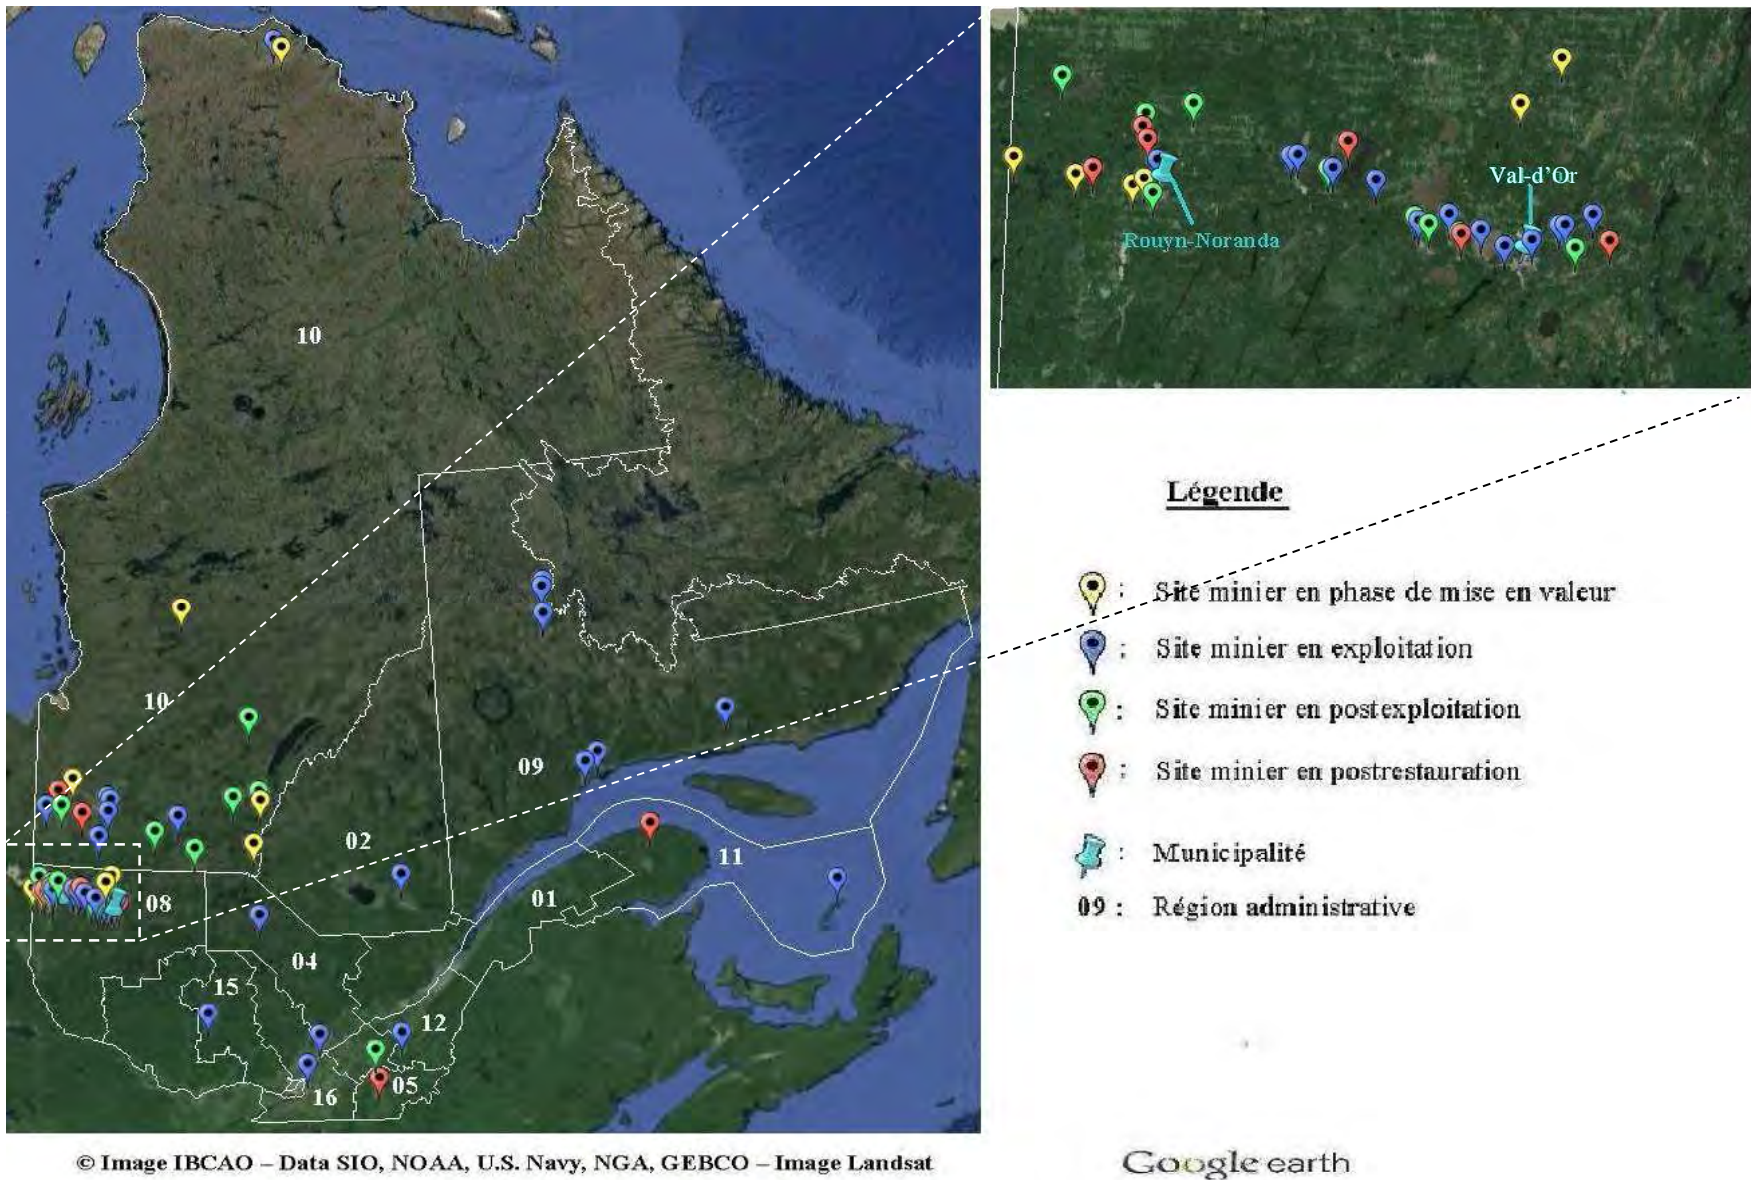 10
10
09
02
11
01
08
04
15
12
05
16
Val-d'Or
Rouyn-Noranda
Légende
: Site minier en phase de mise en valeur
: Site minier en exploitation
: Site minier en postexploitation
: Site minier en postrestauration
: Municipalité
09 : Région administrative
© Image IBCAO – Data SIO, NOAA, U.S. Navy, NGA, GEBCO – Image Landsat
Google earth